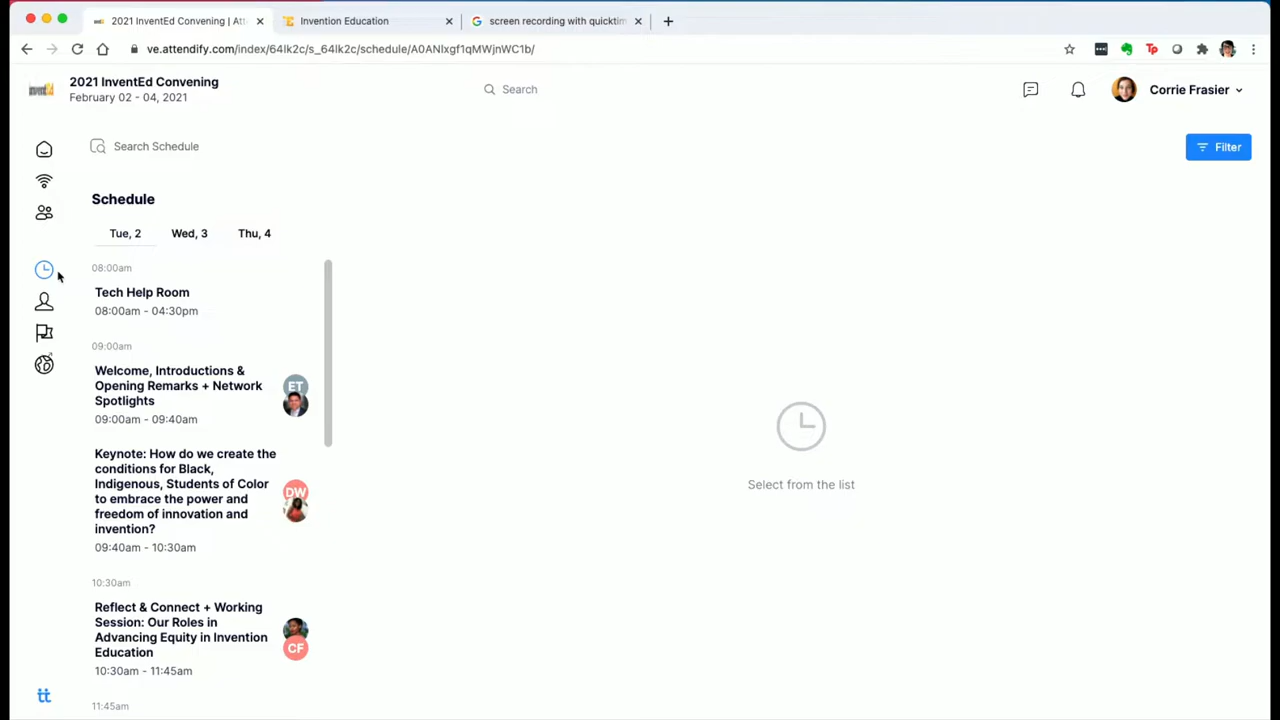 2021 InventEd Convening | Att
Invention Education
screen recording with quicktim
ve.attendify.com/index/64lk2c/s_64lk2c/schedule/A0ANIxgf1qMWjnWC1b/
Tp
inventEd
2021 InventEd Convening
February 02 - 04, 2021
Search
Corrie Frasier
Search Schedule
Filter
Schedule
Tue, 2
Wed, 3
Thu, 4
08:00am
Tech Help Room
08:00am - 04:30pm
09:00am
Welcome, Introductions &
Opening Remarks + Network
Spotlights
ET
09:00am - 09:40am
Keynote: How do we create the
conditions for Black,
Indigenous, Students of Color
to embrace the power and
freedom of innovation and
invention?
DW
09:40am - 10:30am
Select from the list
10:30am
Reflect & Connect + Working
Session: Our Roles in
Advancing Equity in Invention
Education
CF
10:30am - 11:45am
tt
11:45am